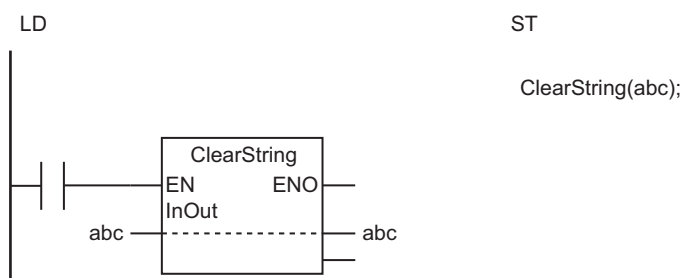 LD
ST
ClearString(abc);
ClearString
EN ENO
InOut
abc abc